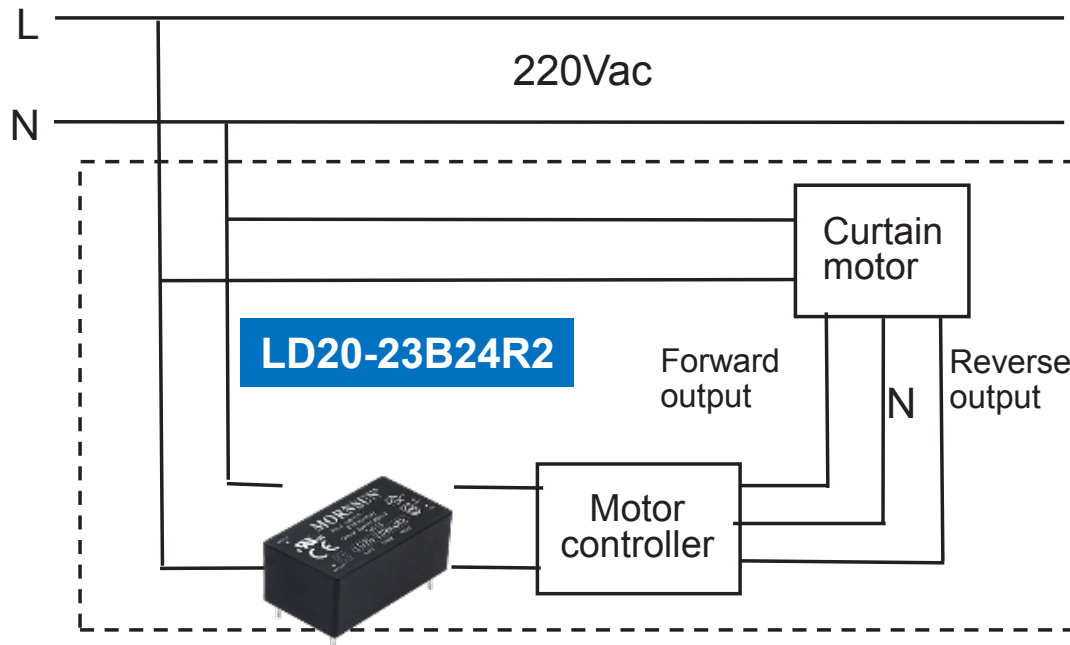 L
220Vac
N
Curtain
motor
LD20-23B24R2
Forward
output
N
Reverse
output
MORNSUN
Motor
controller